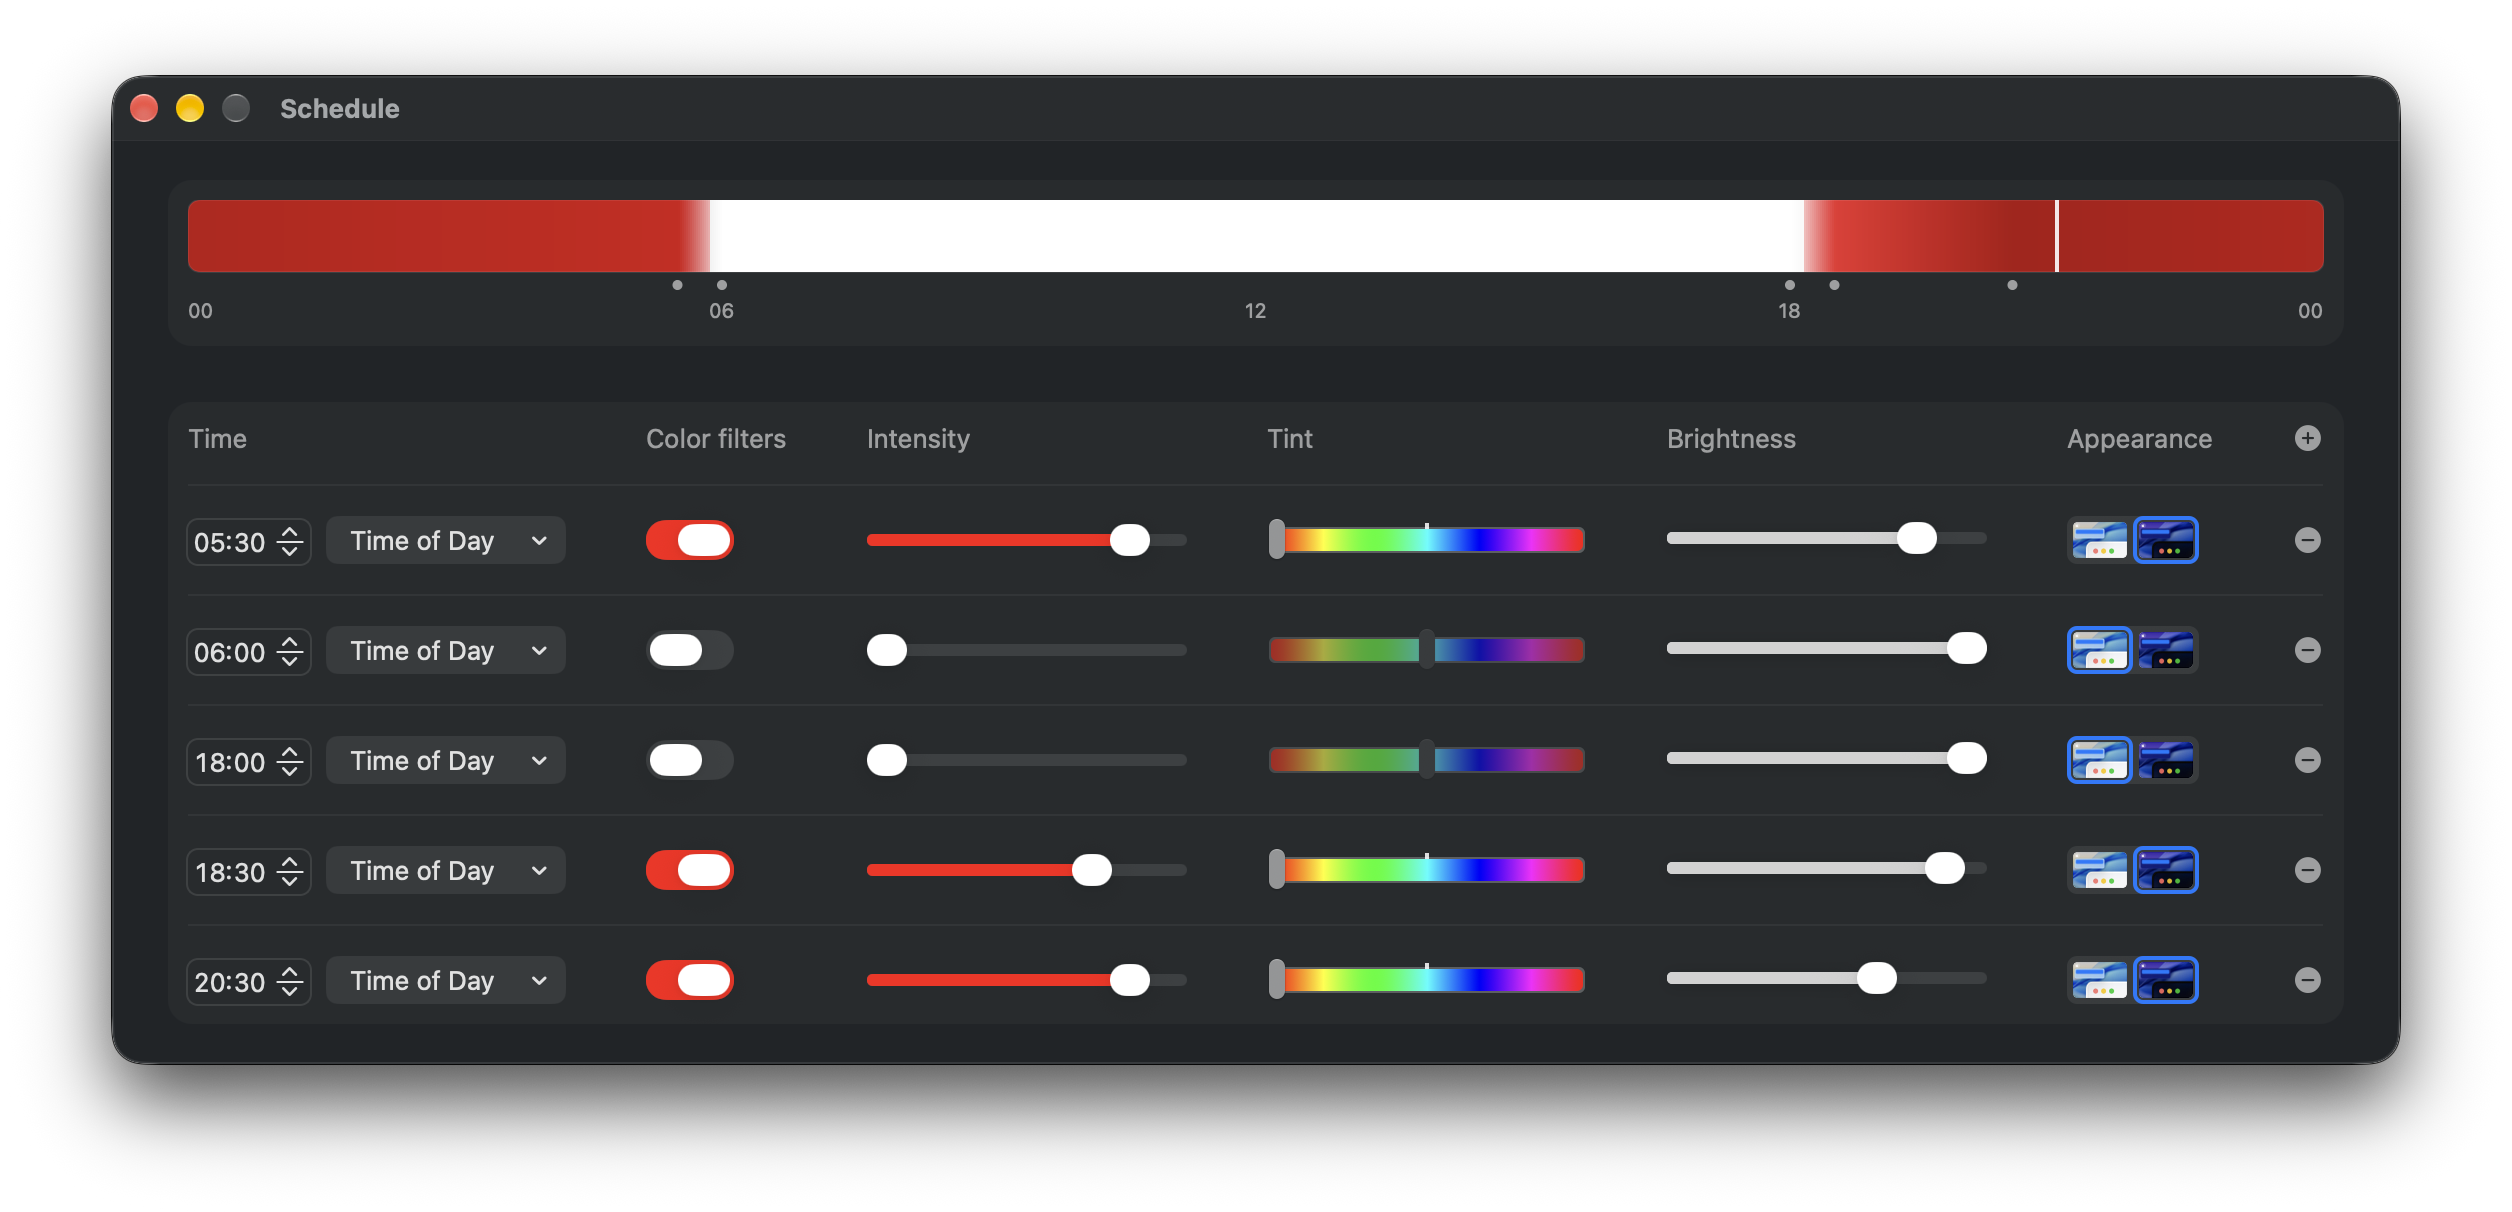 Schedule
00 06 12 18 00
Time Color filters Intensity Tint Brightness Appearance
05:30 Time of Day
06:00 Time of Day
18:00 Time of Day
18:30 Time of Day
20:30 Time of Day